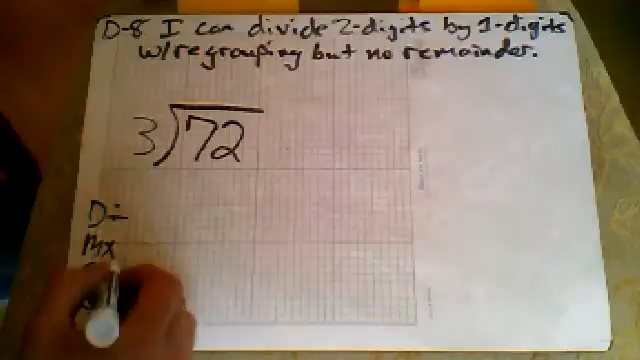 D-8 I can divide 2-digits by 1-digits
w/regrouping but no remainder.
3)72
D÷
Mx